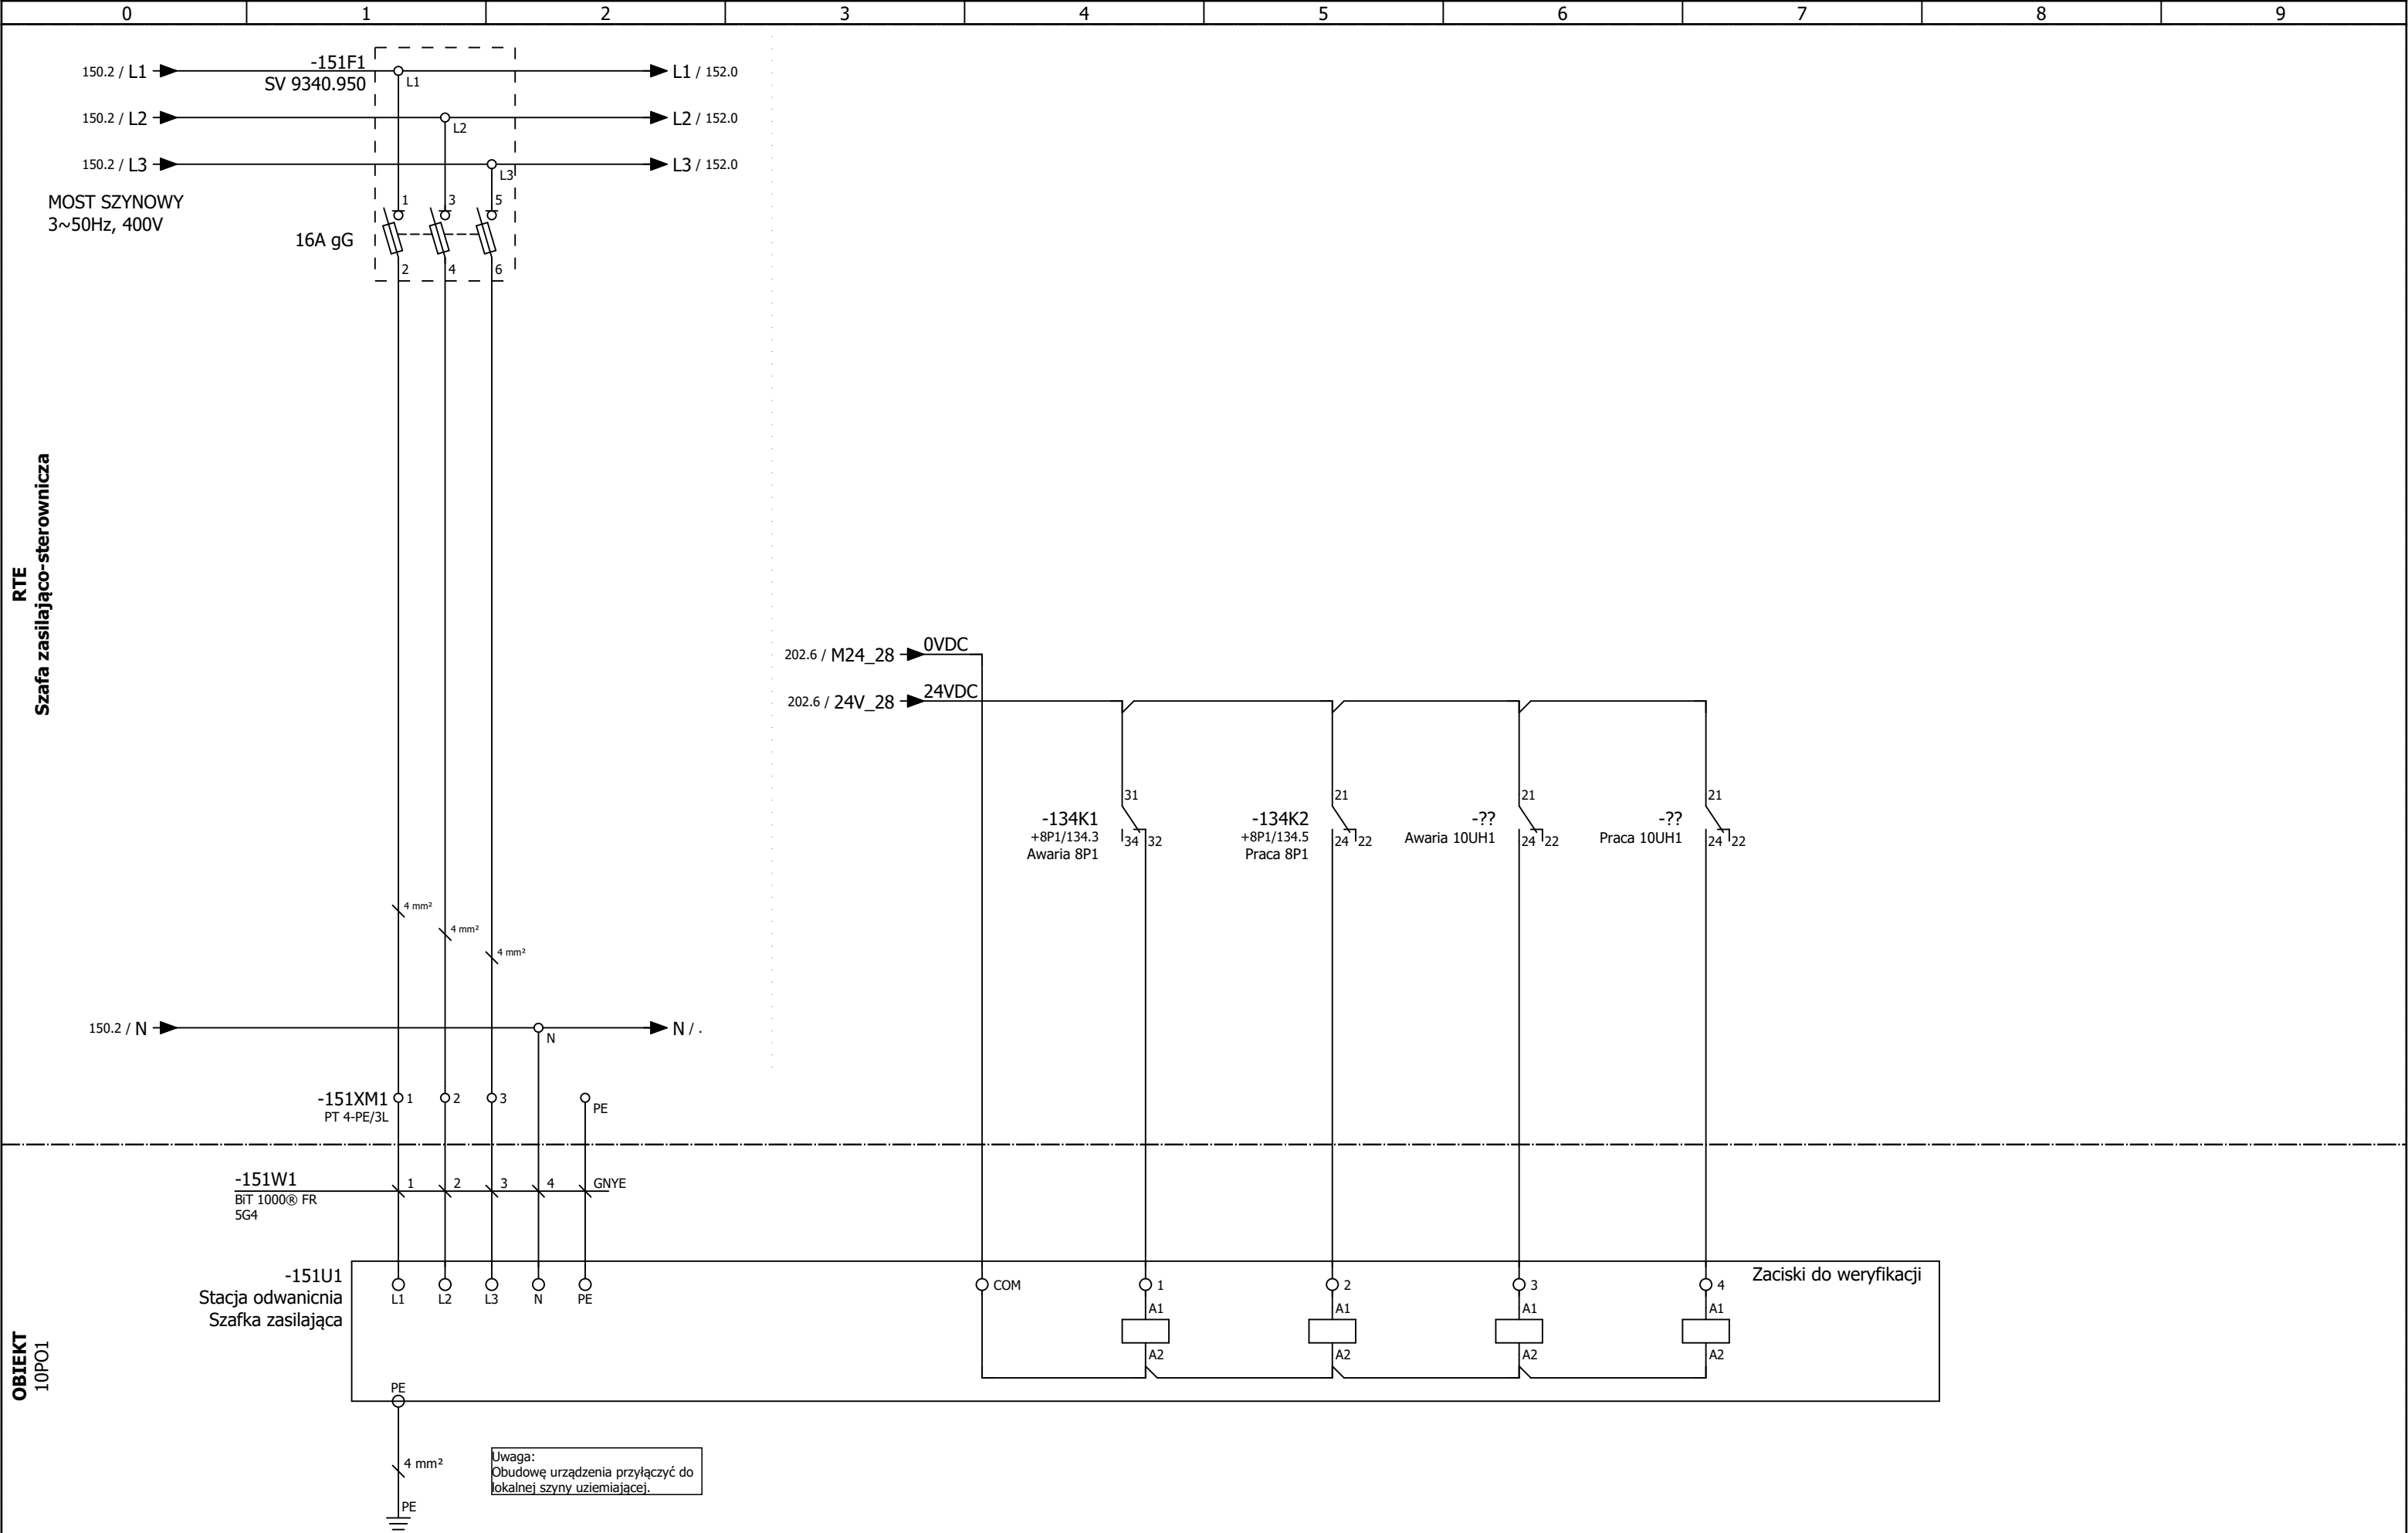 0 1 2 3 4 5 6 7 8 9
150.2 / L1
-151F1
SV 9340.950
L1
L1 / 152.0
150.2 / L2
L2
L2 / 152.0
150.2 / L3
L3
L3 / 152.0
MOST SZYNOWY
3~50Hz, 400V
1 3 5
16A gG
2 4 6
RTE
Szafa zasilająco-sterownicza
202.6 / M24_28
0VDC
202.6 / 24V_28
24VDC
31
-134K1
+8P1/134.3
Awaria 8P1
34 32
21
-134K2
+8P1/134.5
Praca 8P1
24 22
21
-??
Awaria 10UH1
24 22
21
-??
Praca 10UH1
24 22
4 mm²
4 mm²
4 mm²
150.2 / N
N
N / .
-151XM1
PT 4-PE/3L
1 2 3 PE
-151W1
BiT 1000® FR
5G4
1 2 3 4 GNYE
OBIEKT
10PO1
-151U1
Stacja odwanicnia
Szafka zasilająca
L1 L2 L3 N PE
COM 1 2 3 4
Zaciski do weryfikacji
A1 A1 A1 A1
A2 A2 A2 A2
PE
4 mm²
PE
Uwaga:
Obudowę urządzenia przyłączyć do
lokalnej szyny uziemiającej.